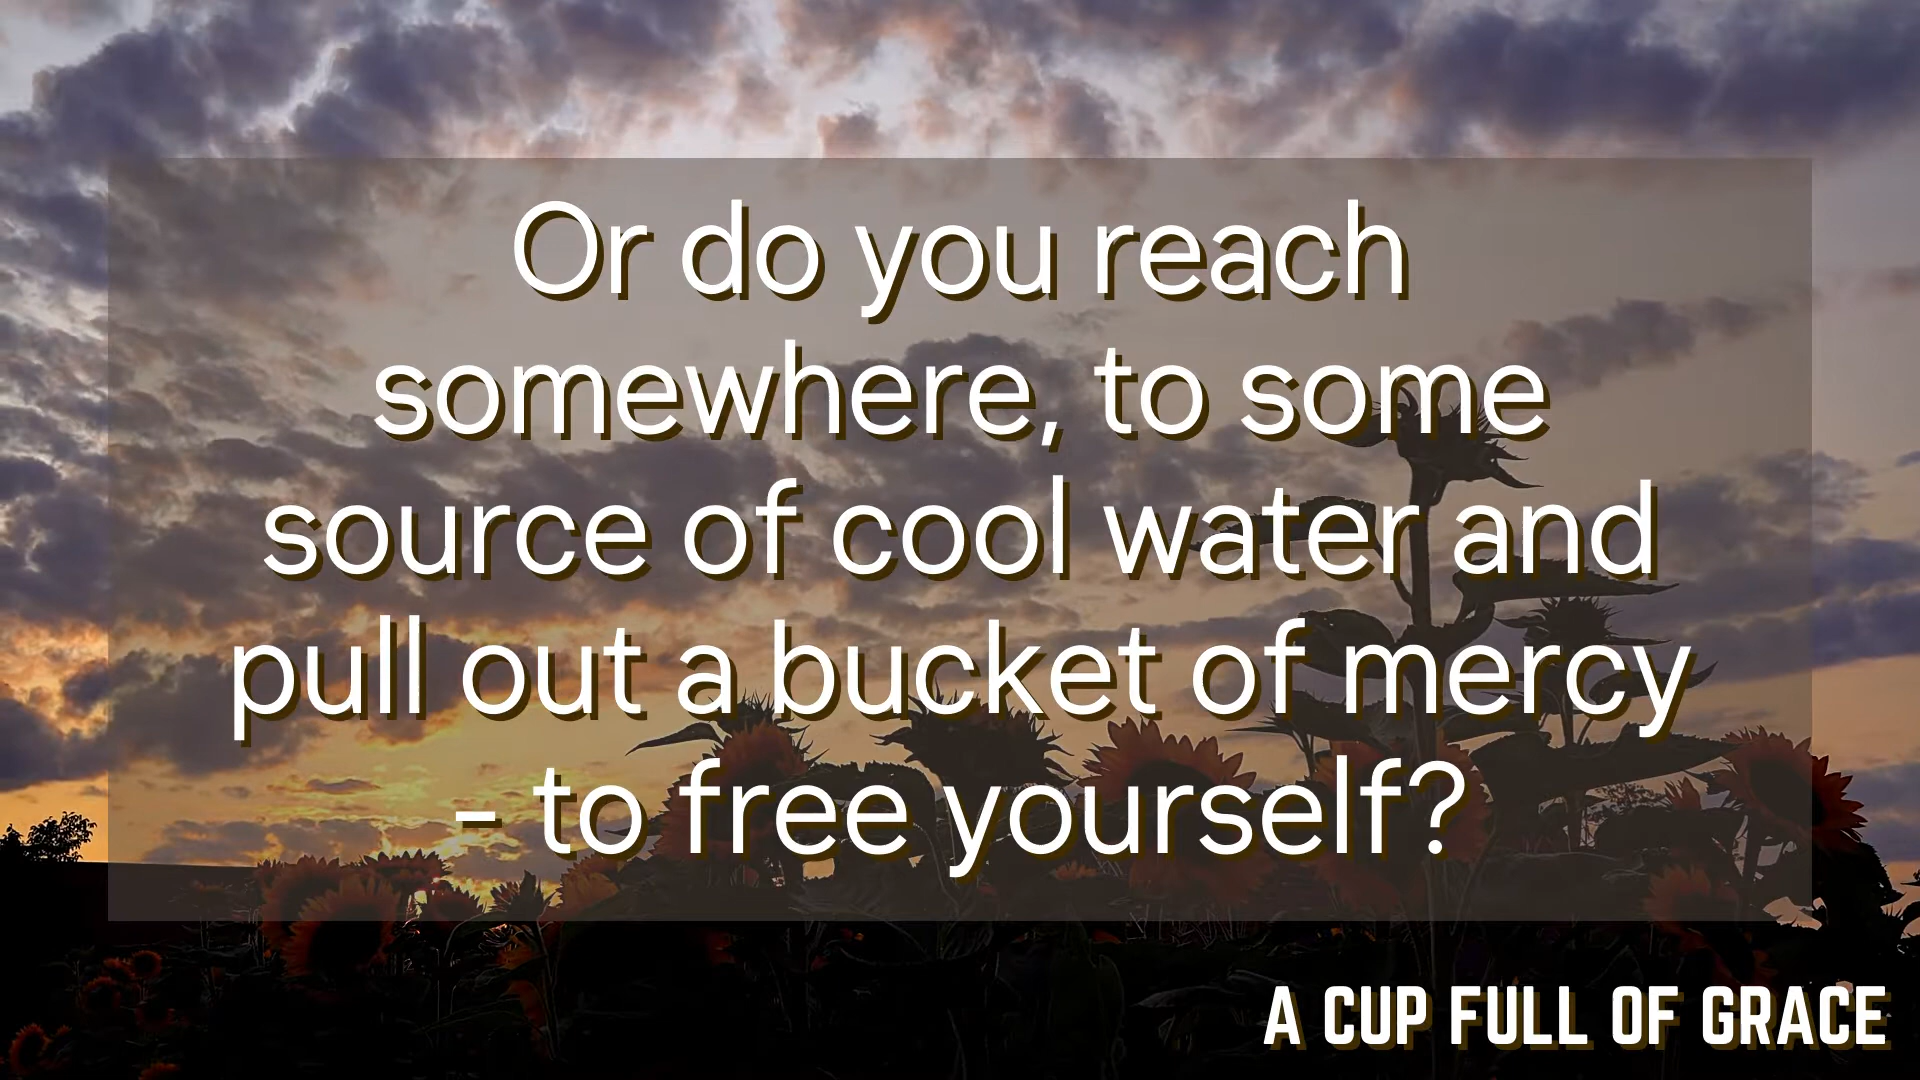 Or do you reach
somewhere, to some
source of cool water and
pull out a bucket of mercy
- to free yourself?
A CUP FULL OF GRACE